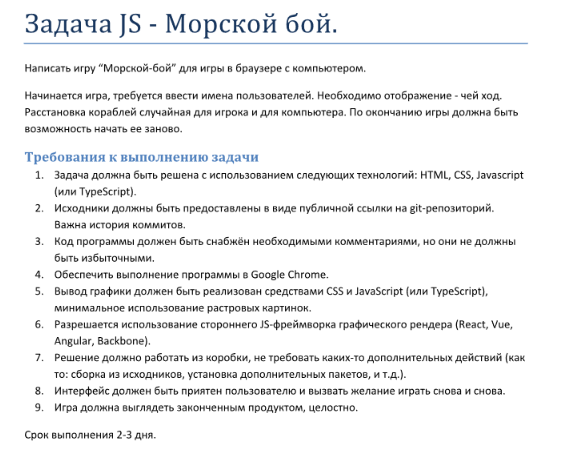 Задача JS - Морской бой.
Написать игру “Морской-бой” для игры в браузере с компьютером.
Начинается игра, требуется ввести имена пользователей. Необходимо отображение - чей ход.
Расстановка кораблей случайная для игрока и для компьютера. По окончанию игры должна быть
возможность начать ее заново.
Требования к выполнению задачи
1. Задача должна быть решена с использованием следующих технологий: HTML, CSS, Javascript
(или TypeScript).
2. Исходники должны быть предоставлены в виде публичной ссылки на git-репозиторий.
Важна история коммитов.
3. Код программы должен быть снабжён необходимыми комментариями, но они не должны
быть избыточными.
4. Обеспечить выполнение программы в Google Chrome.
5. Вывод графики должен быть реализован средствами CSS и JavaScript (или TypeScript),
минимальное использование растровых картинок.
6. Разрешается использование стороннего JS-фреймворка графического рендера (React, Vue,
Angular, Backbone).
7. Решение должно работать из коробки, не требовать каких-то дополнительных действий (как
то: сборка из исходников, установка дополнительных пакетов, и т.д.).
8. Интерфейс должен быть приятен пользователю и вызвать желание играть снова и снова.
9. Игра должна выглядеть законченным продуктом, целостно.
Срок выполнения 2-3 дня.